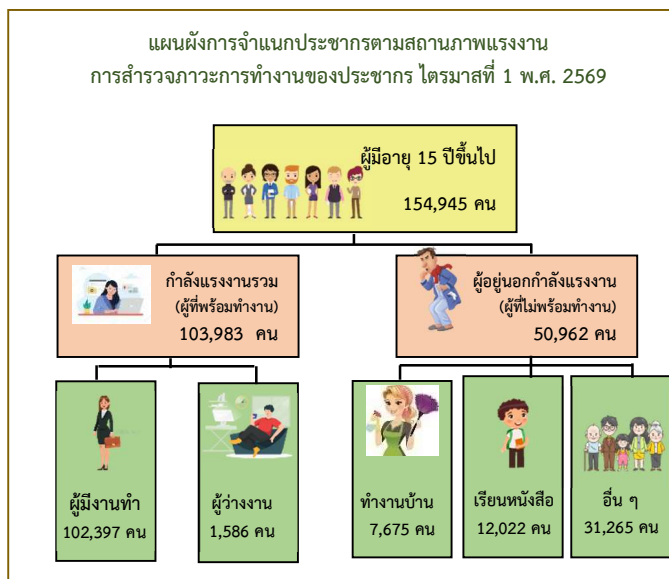 แผนผังการจำแนกประชากรตามสถานภาพแรงงาน
การสำรวจภาวะการทำงานของประชากร ไตรมาสที่ 1 พ.ศ. 2569
ผู้มีอายุ 15 ปีขึ้นไป
154,945 คน
กำลังแรงงานรวม
(ผู้ที่พร้อมทำงาน)
103,983 คน
ผู้อยู่นอกกำลังแรงงาน
(ผู้ที่ไม่พร้อมทำงาน)
50,962 คน
ผู้มีงานทำ
102,397 คน
ผู้ว่างงาน
1,586 คน
ทำงานบ้าน
7,675 คน
เรียนหนังสือ
12,022 คน
อื่น ๆ
31,265 คน